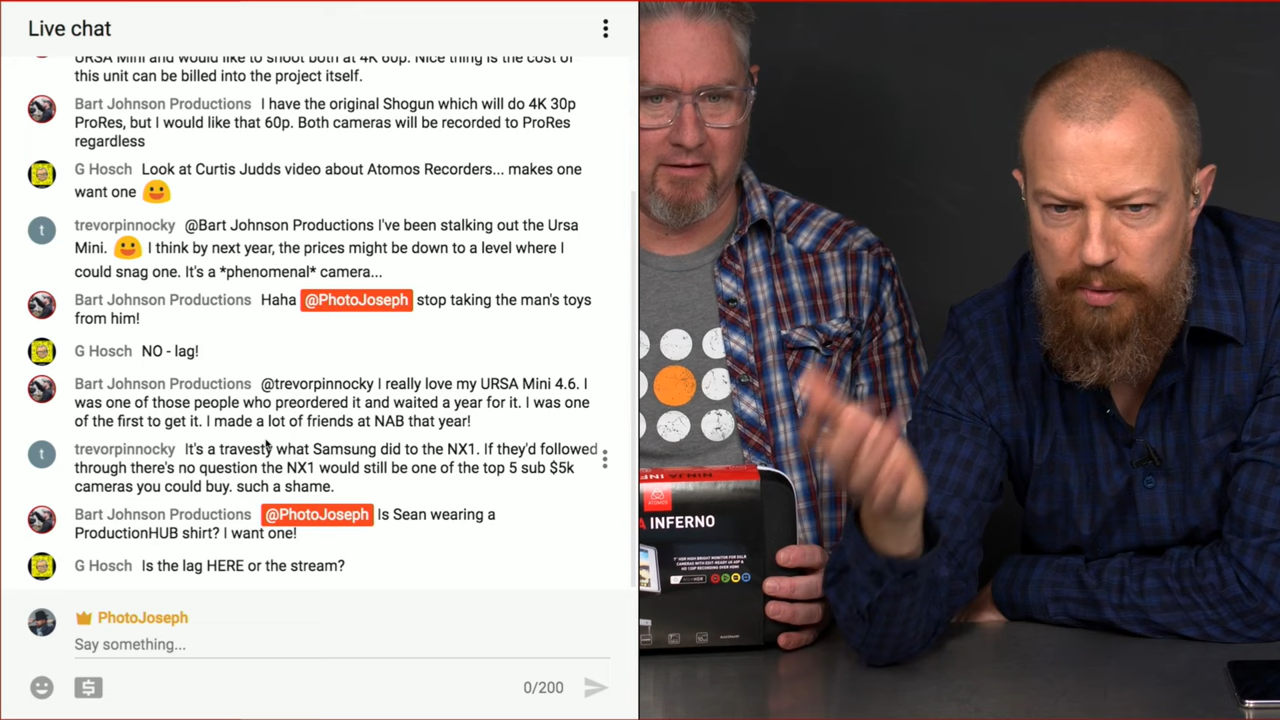 Live chat
URSA Mini and would like to shoot both at 4K 60p. Nice thing is the cost of
this unit can be billed into the project itself.
Bart Johnson Productions I have the original Shogun which will do 4K 30p
ProRes, but I would like that 60p. Both cameras will be recorded to ProRes
regardless
G Hosch Look at Curtis Judds video about Atomos Recorders... makes one
want one
t trevorpinnocky @Bart Johnson Productions I've been stalking out the Ursa
Mini. I think by next year, the prices might be down to a level where I
could snag one. It's a *phenomenal* camera...
Bart Johnson Productions Haha @PhotoJoseph stop taking the man's toys
from him!
G Hosch NO - lag!
Bart Johnson Productions @trevorpinnocky I really love my URSA Mini 4.6. I
was one of those people who preordered it and waited a year for it. I was one
of the first to get it. I made a lot of friends at NAB that year!
t trevorpinnocky It's a travesty what Samsung did to the NX1. If they'd followed
through there's no question the NX1 would still be one of the top 5 sub $5k
cameras you could buy. such a shame.
Bart Johnson Productions @PhotoJoseph Is Sean wearing a
ProductionHUB shirt? I want one!
G Hosch Is the lag HERE or the stream?
PhotoJoseph
Say something...
0/200
NINJA INF
ATOMOS
A INFERNO
7" HDR HIGH BRIGHT MONITOR FOR DSLR